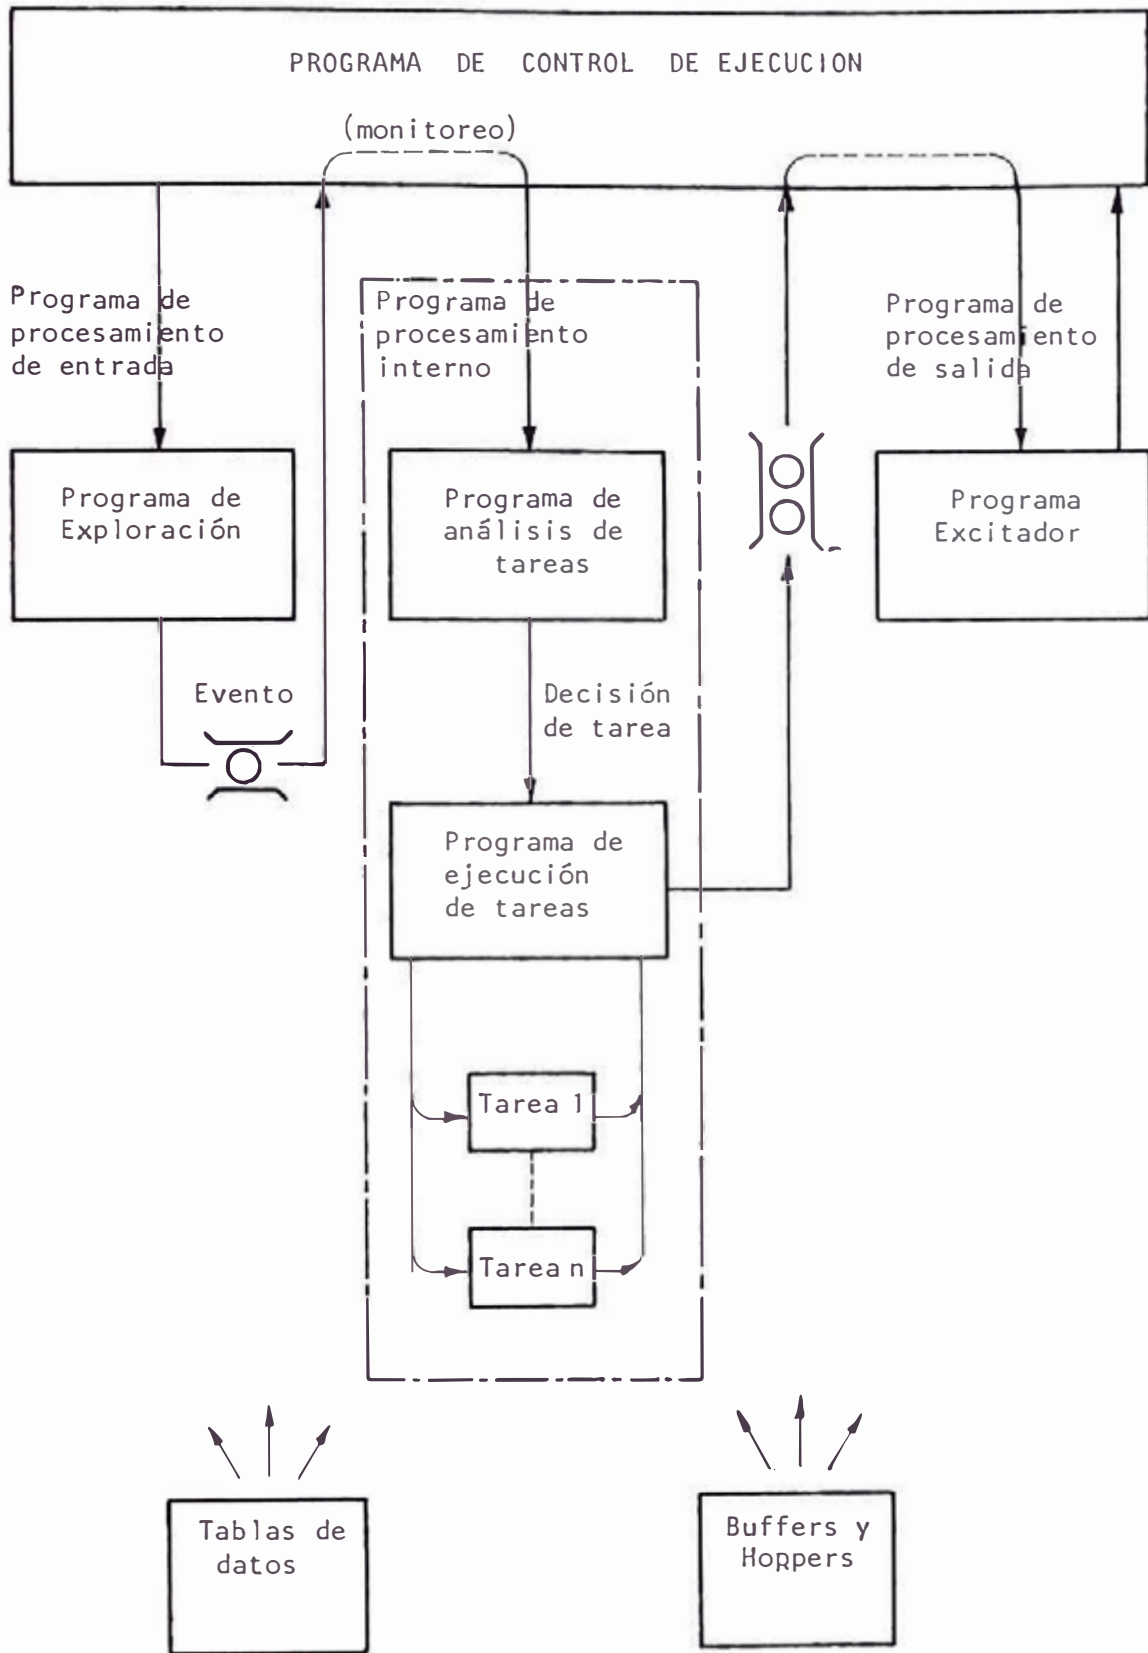 PROGRAMA DE CONTROL DE EJECUCION
(monitoreo)
Programa de
procesamiento
de entrada
Programa de
procesamiento
interno
Programa de
procesamiento
de salida
Programa de
Exploración
Programa de
análisis de
tareas
Programa
Excitador
Evento
Decisión
de tarea
Programa de
ejecución
de tareas
Tarea 1
Tarea n
Tablas de
datos
Buffers y
Hoppers